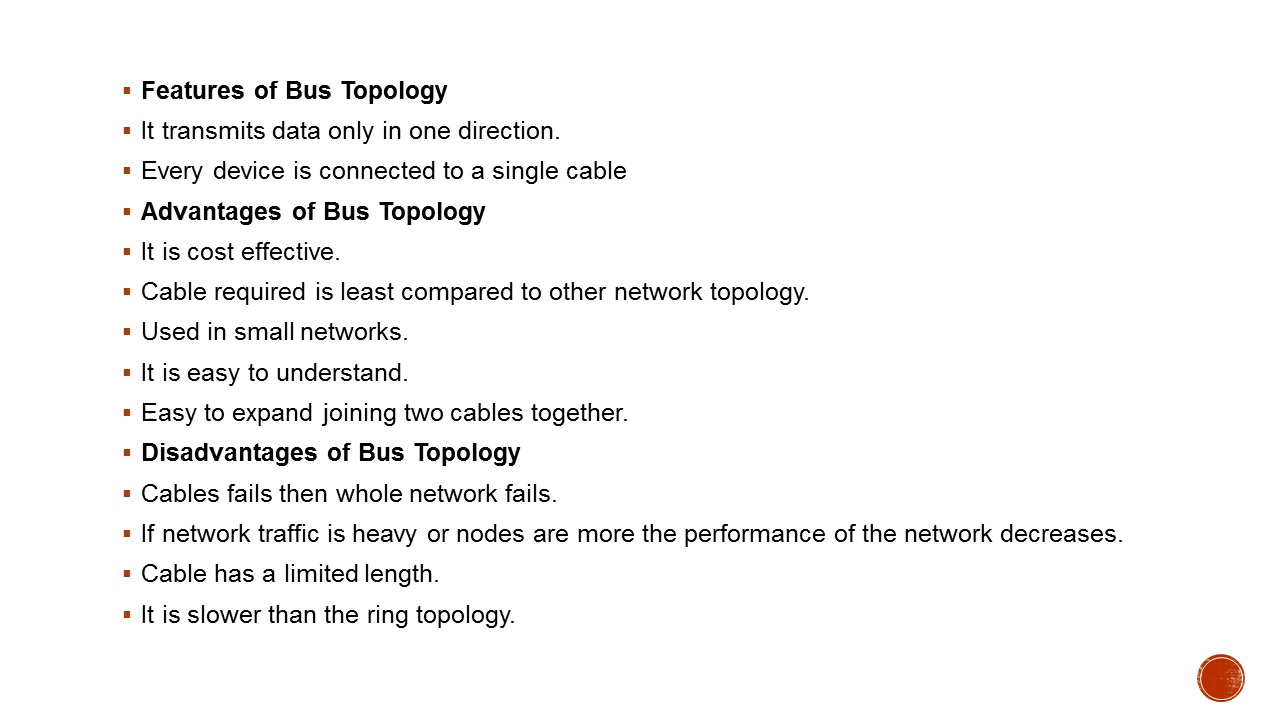 Features of Bus Topology
It transmits data only in one direction.
Every device is connected to a single cable
Advantages of Bus Topology
It is cost effective.
Cable required is least compared to other network topology.
Used in small networks.
It is easy to understand.
Easy to expand joining two cables together.
Disadvantages of Bus Topology
Cables fails then whole network fails.
If network traffic is heavy or nodes are more the performance of the network decreases.
Cable has a limited length.
It is slower than the ring topology.